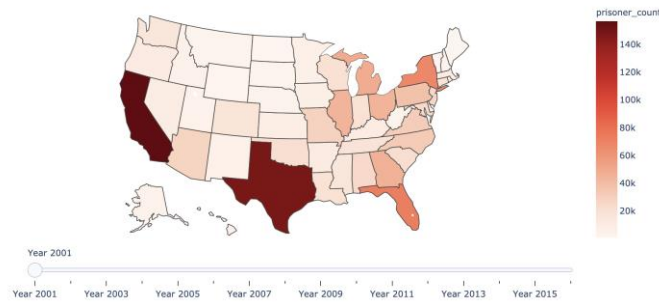 prisoner_count
140k
120k
100k
80k
60k
40k
20k
Year 2001
Year 2001 Year 2003 Year 2005 Year 2007 Year 2009 Year 2011 Year 2013 Year 2015